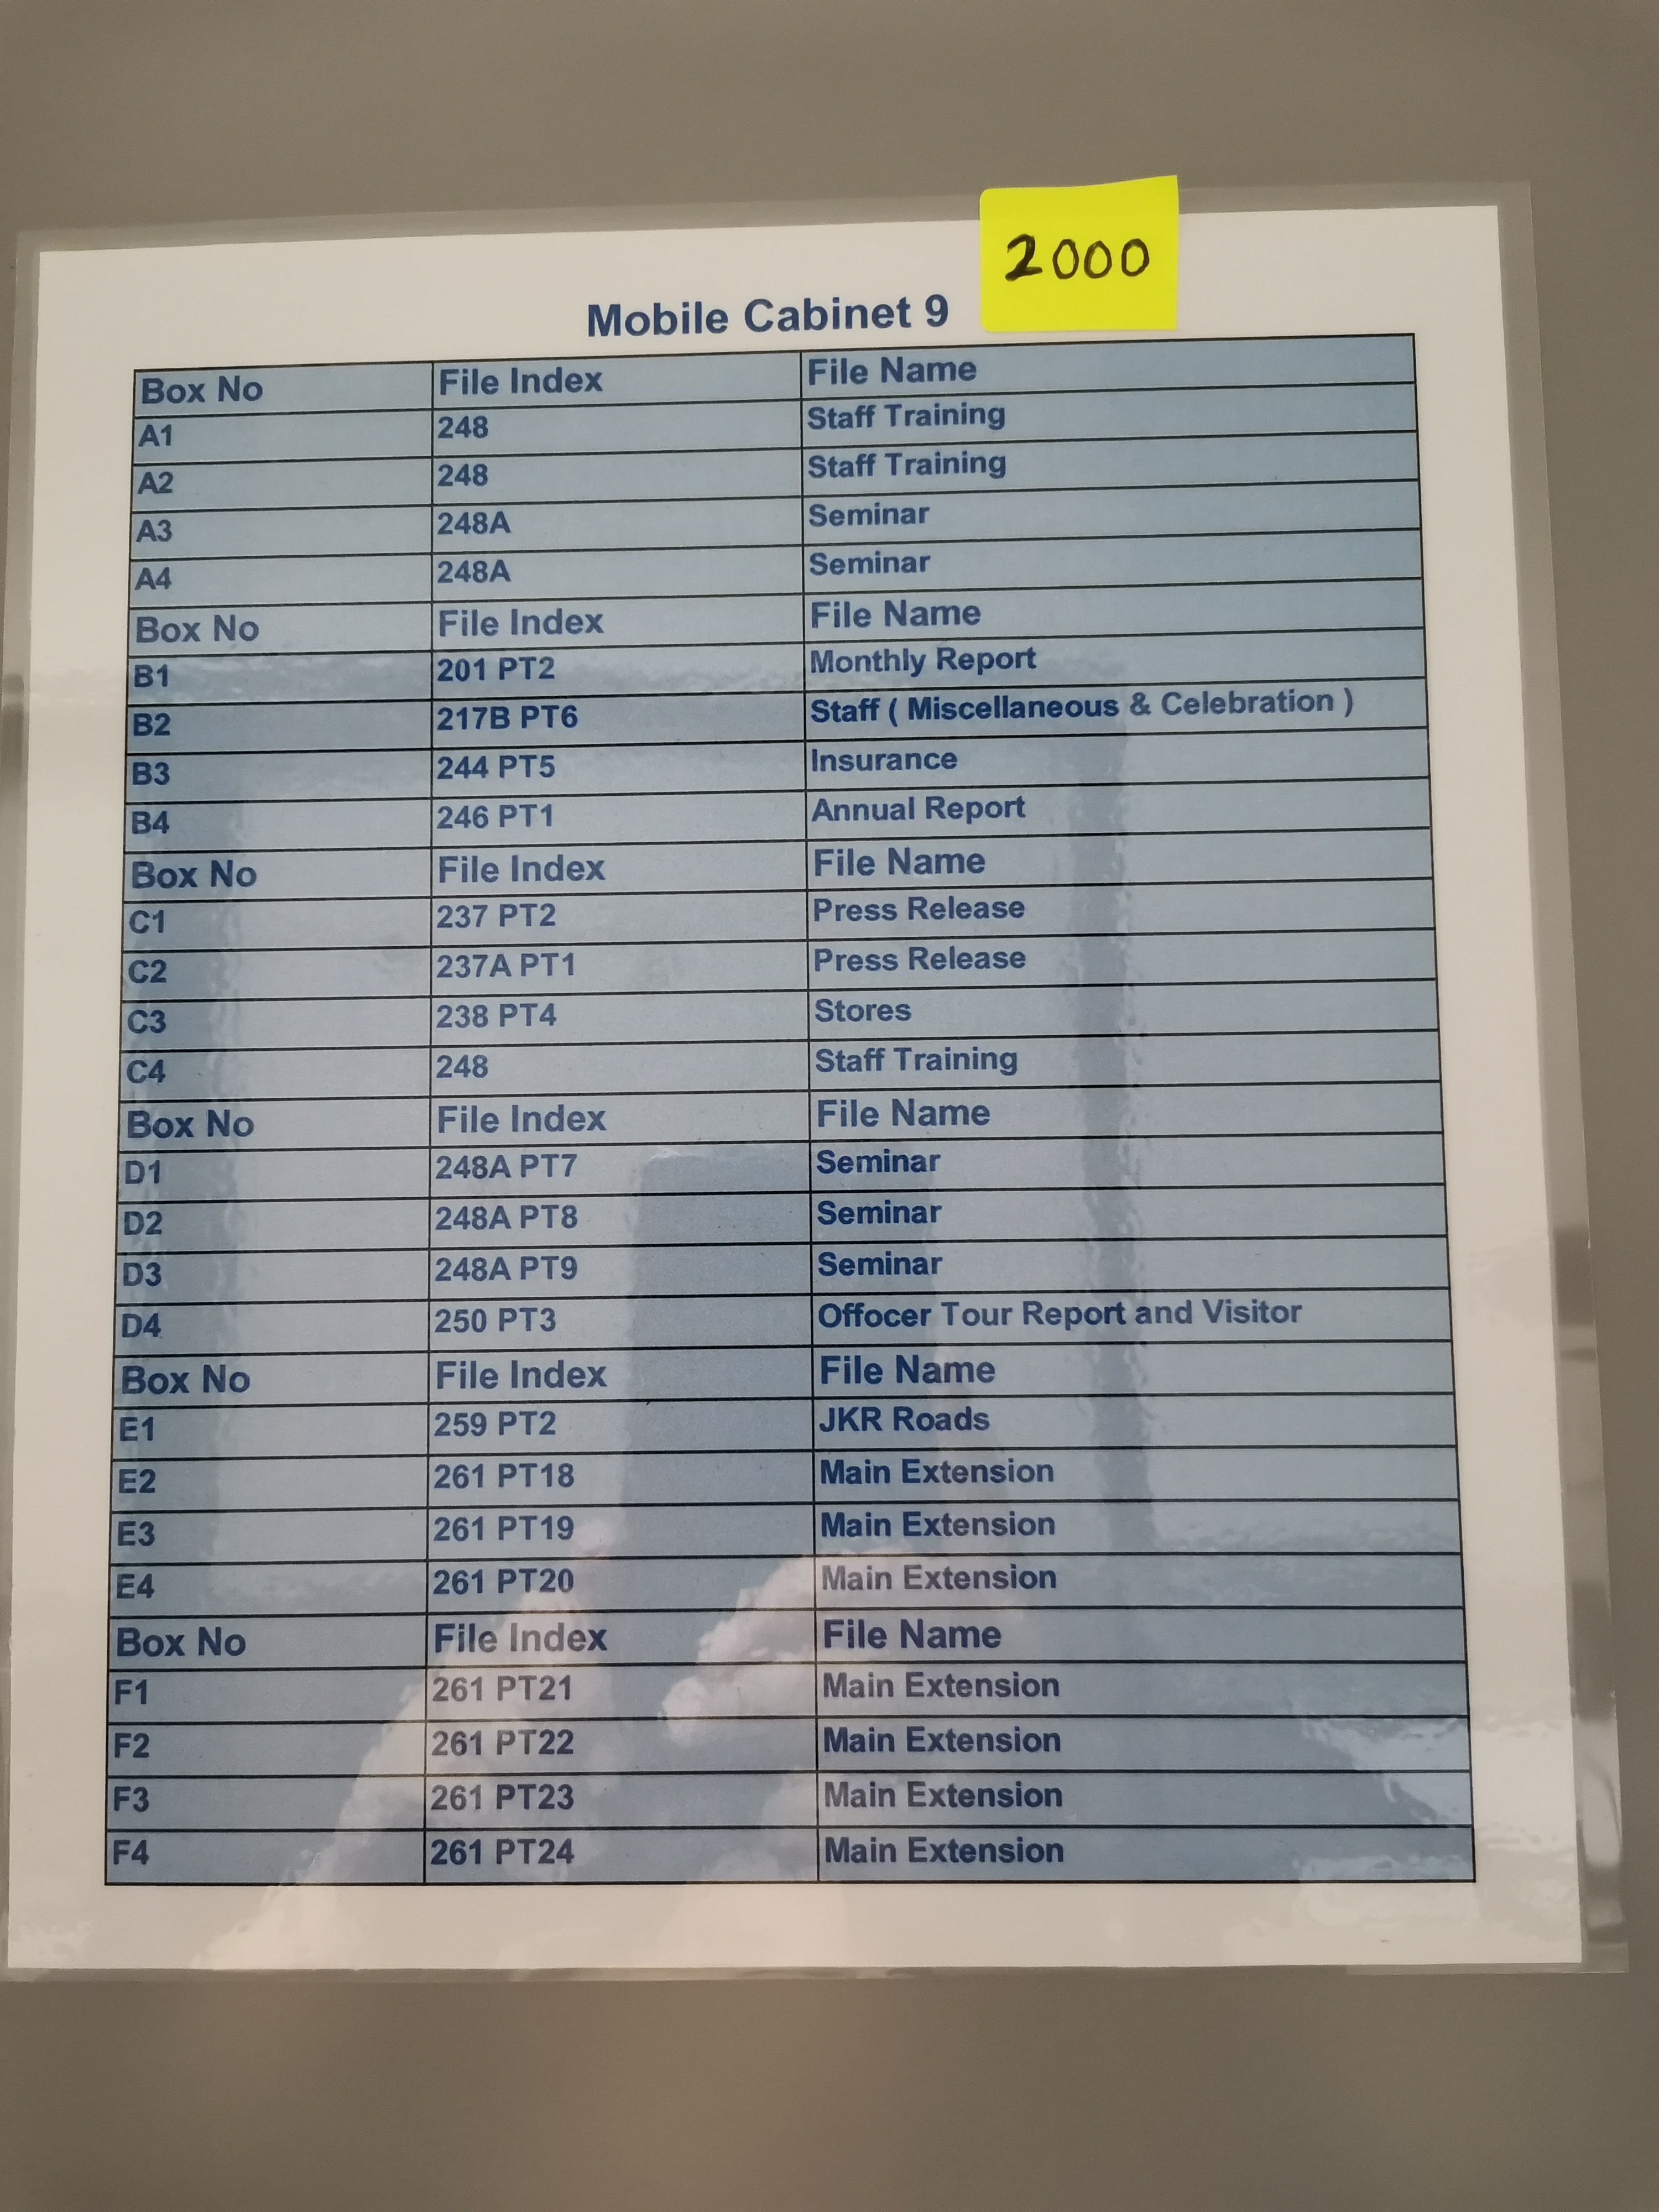 2000
Mobile Cabinet 9
Box No File Index File Name
A1 248 Staff Training
A2 248 Staff Training
A3 248A Seminar
A4 248A Seminar
Box No File Index File Name
B1 201 PT2 Monthly Report
B2 217B PT6 Staff ( Miscellaneous & Celebration )
B3 244 PT5 Insurance
B4 246 PT1 Annual Report
Box No File Index File Name
C1 237 PT2 Press Release
C2 237A PT1 Press Release
C3 238 PT4 Stores
C4 248 Staff Training
Box No File Index File Name
D1 248A PT7 Seminar
D2 248A PT8 Seminar
D3 248A PT9 Seminar
D4 250 PT3 Offocer Tour Report and Visitor
Box No File Index File Name
E1 259 PT2 JKR Roads
E2 261 PT18 Main Extension
E3 261 PT19 Main Extension
E4 261 PT20 Main Extension
Box No File Index File Name
F1 261 PT21 Main Extension
F2 261 PT22 Main Extension
F3 261 PT23 Main Extension
F4 261 PT24 Main Extension